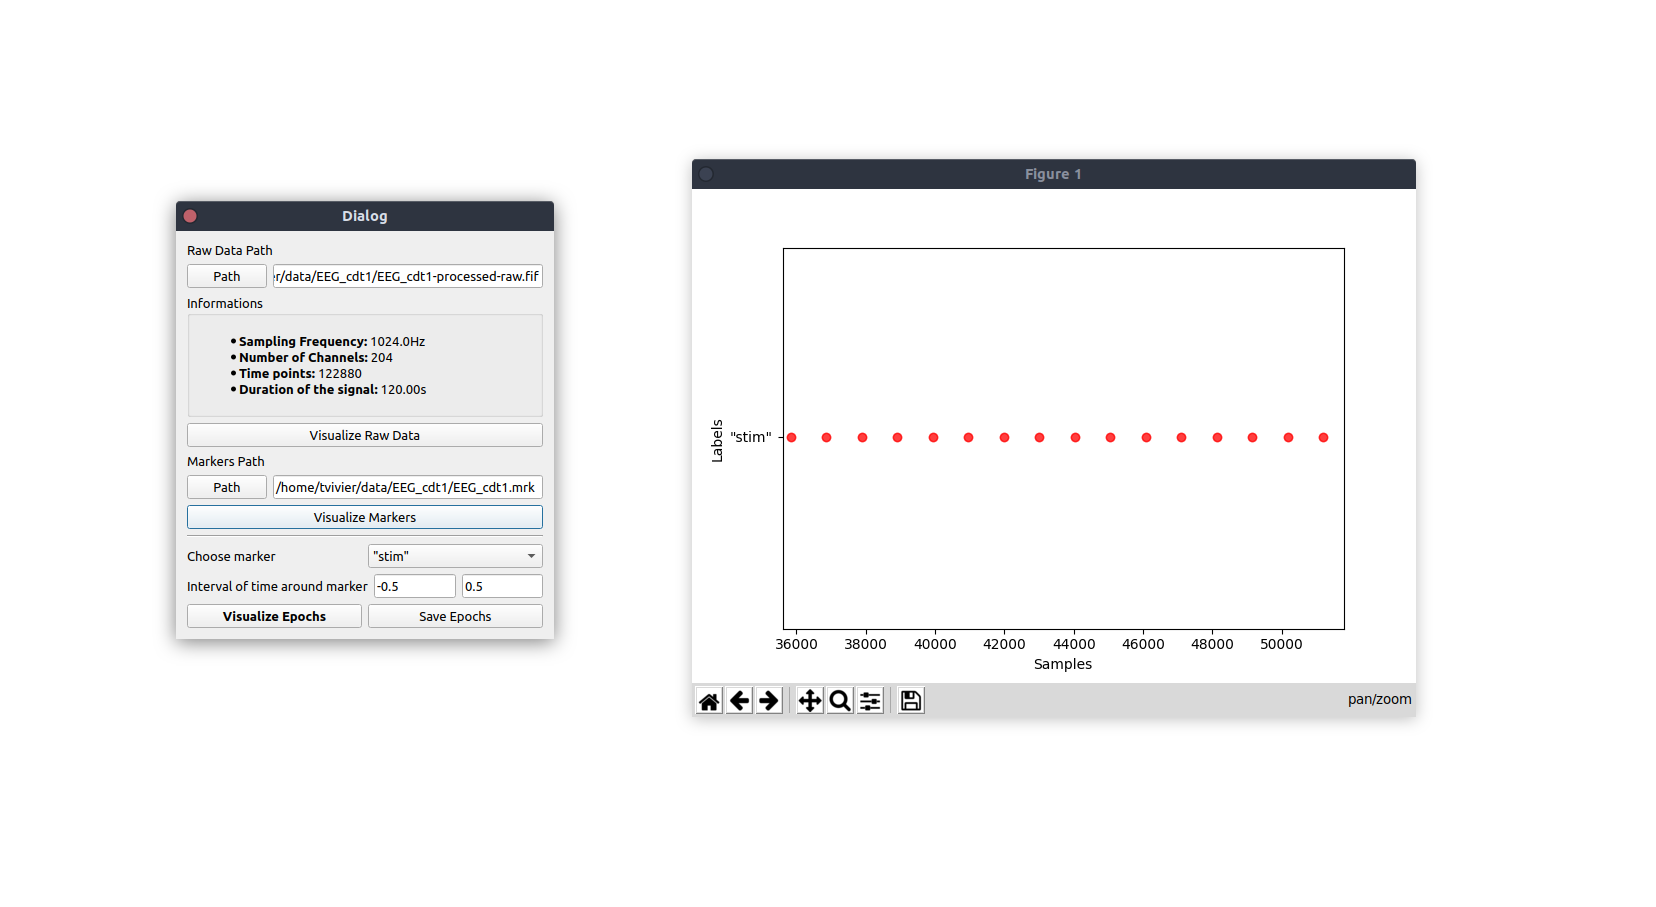 Dialog
Raw Data Path
Path
r/data/EEG_cdt1/EEG_cdt1-processed-raw.fif
Informations
• Sampling Frequency: 1024.0Hz
• Number of Channels: 204
• Time points: 122880
• Duration of the signal: 120.00s
Visualize Raw Data
Markers Path
Path
/home/tvivier/data/EEG_cdt1/EEG_cdt1.mrk
Visualize Markers
Choose marker
"stim"
Interval of time around marker
-0.5
0.5
Visualize Epochs
Save Epochs
Figure 1
Labels
"stim"
36000 38000 40000 42000 44000 46000 48000 50000
Samples
pan/zoom